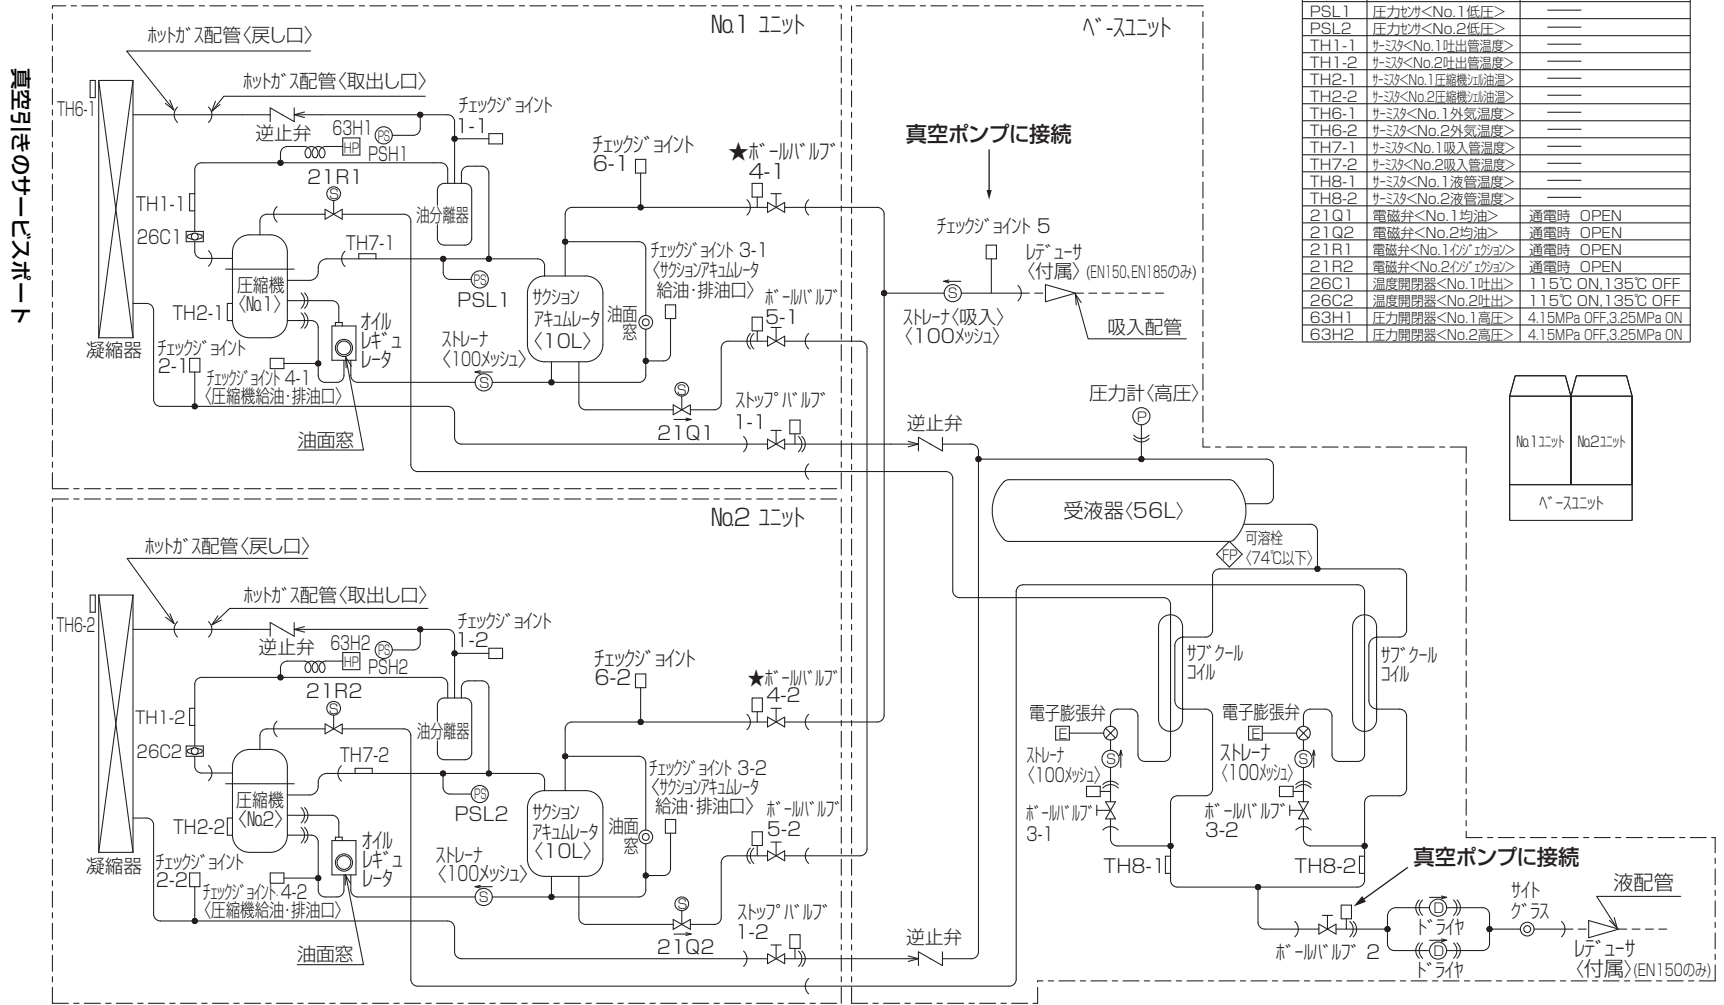 真空引きのサービスポート
No.1 ユニット
ホットガス配管〈戻し口〉
ホットガス配管〈取出し口〉
TH6-1
逆止弁
63H1
HP
PS
PSH1
チェックジョイント
1-1
21R1
S
TH1-1
26C1
油分離器
圧縮機
〈No.1〉
TH7-1
PS
PSL1
TH2-1
凝縮器
チェックジョイント
2-1
チェックジョイント 4-1
〈圧縮機給油・排油口〉
油面窓
オイル
レギュ
レータ
ストレーナ
〈100メッシュ〉
S
サクション
アキュムレータ
〈10L〉
油面
窓
チェックジョイント
6-1
★ボールバルブ
4-1
チェックジョイント 3-1
〈サクションアキュムレータ
給油・排油口〉
ボールバルブ
5-1
S
21Q1
ストップバルブ
1-1
No.2 ユニット
ホットガス配管〈戻し口〉
ホットガス配管〈取出し口〉
TH6-2
逆止弁
63H2
HP
PS
PSH2
チェックジョイント
1-2
21R2
S
TH1-2
26C2
油分離器
圧縮機
〈No.2〉
TH7-2
PS
PSL2
TH2-2
凝縮器
チェックジョイント
2-2
チェックジョイント 4-2
〈圧縮機給油・排油口〉
油面窓
オイル
レギュ
レータ
ストレーナ
〈100メッシュ〉
S
サクション
アキュムレータ
〈10L〉
油面
窓
チェックジョイント
6-2
★ボールバルブ
4-2
チェックジョイント 3-2
〈サクションアキュムレータ
給油・排油口〉
ボールバルブ
5-2
S
21Q2
ストップバルブ
1-2
ベースユニット
真空ポンプに接続
チェックジョイント 5
レデューサ
〈付属〉(EN150、EN185のみ)
S
ストレーナ〈吸入〉
〈100メッシュ〉
吸入配管
圧力計〈高圧〉
P
逆止弁
受液器〈56L〉
FP
可溶栓
〈74℃以下〉
サブクール
コイル
サブクール
コイル
電子膨張弁
E
ストレーナ
〈100メッシュ〉
S
ボールバルブ
3-1
電子膨張弁
E
ストレーナ
〈100メッシュ〉
S
ボールバルブ
3-2
TH8-1
TH8-2
逆止弁
真空ポンプに接続
ボールバルブ 2
D
ドライヤ
D
ドライヤ
サイト
グラス
液配管
レデューサ
〈付属〉(EN150のみ)
PSL1 圧力センサ<No.1低圧> ——
PSL2 圧力センサ<No.2低圧> ——
TH1-1 サーミスタ<No.1吐出管温度> ——
TH1-2 サーミスタ<No.2吐出管温度> ——
TH2-1 サーミスタ<No.1圧縮機シェル油温> ——
TH2-2 サーミスタ<No.2圧縮機シェル油温> ——
TH6-1 サーミスタ<No.1外気温度> ——
TH6-2 サーミスタ<No.2外気温度> ——
TH7-1 サーミスタ<No.1吸入管温度> ——
TH7-2 サーミスタ<No.2吸入管温度> ——
TH8-1 サーミスタ<No.1液管温度> ——
TH8-2 サーミスタ<No.2液管温度> ——
21Q1 電磁弁<No.1均油> 通電時 OPEN
21Q2 電磁弁<No.2均油> 通電時 OPEN
21R1 電磁弁<No.1インジェクション> 通電時 OPEN
21R2 電磁弁<No.2インジェクション> 通電時 OPEN
26C1 温度開閉器<No.1吐出> 115℃ ON,135℃ OFF
26C2 温度開閉器<No.2吐出> 115℃ ON,135℃ OFF
63H1 圧力開閉器<No.1高圧> 4.15MPa OFF,3.25MPa ON
63H2 圧力開閉器<No.2高圧> 4.15MPa OFF,3.25MPa ON
No.1ユニット
No.2ユニット
ベースユニット